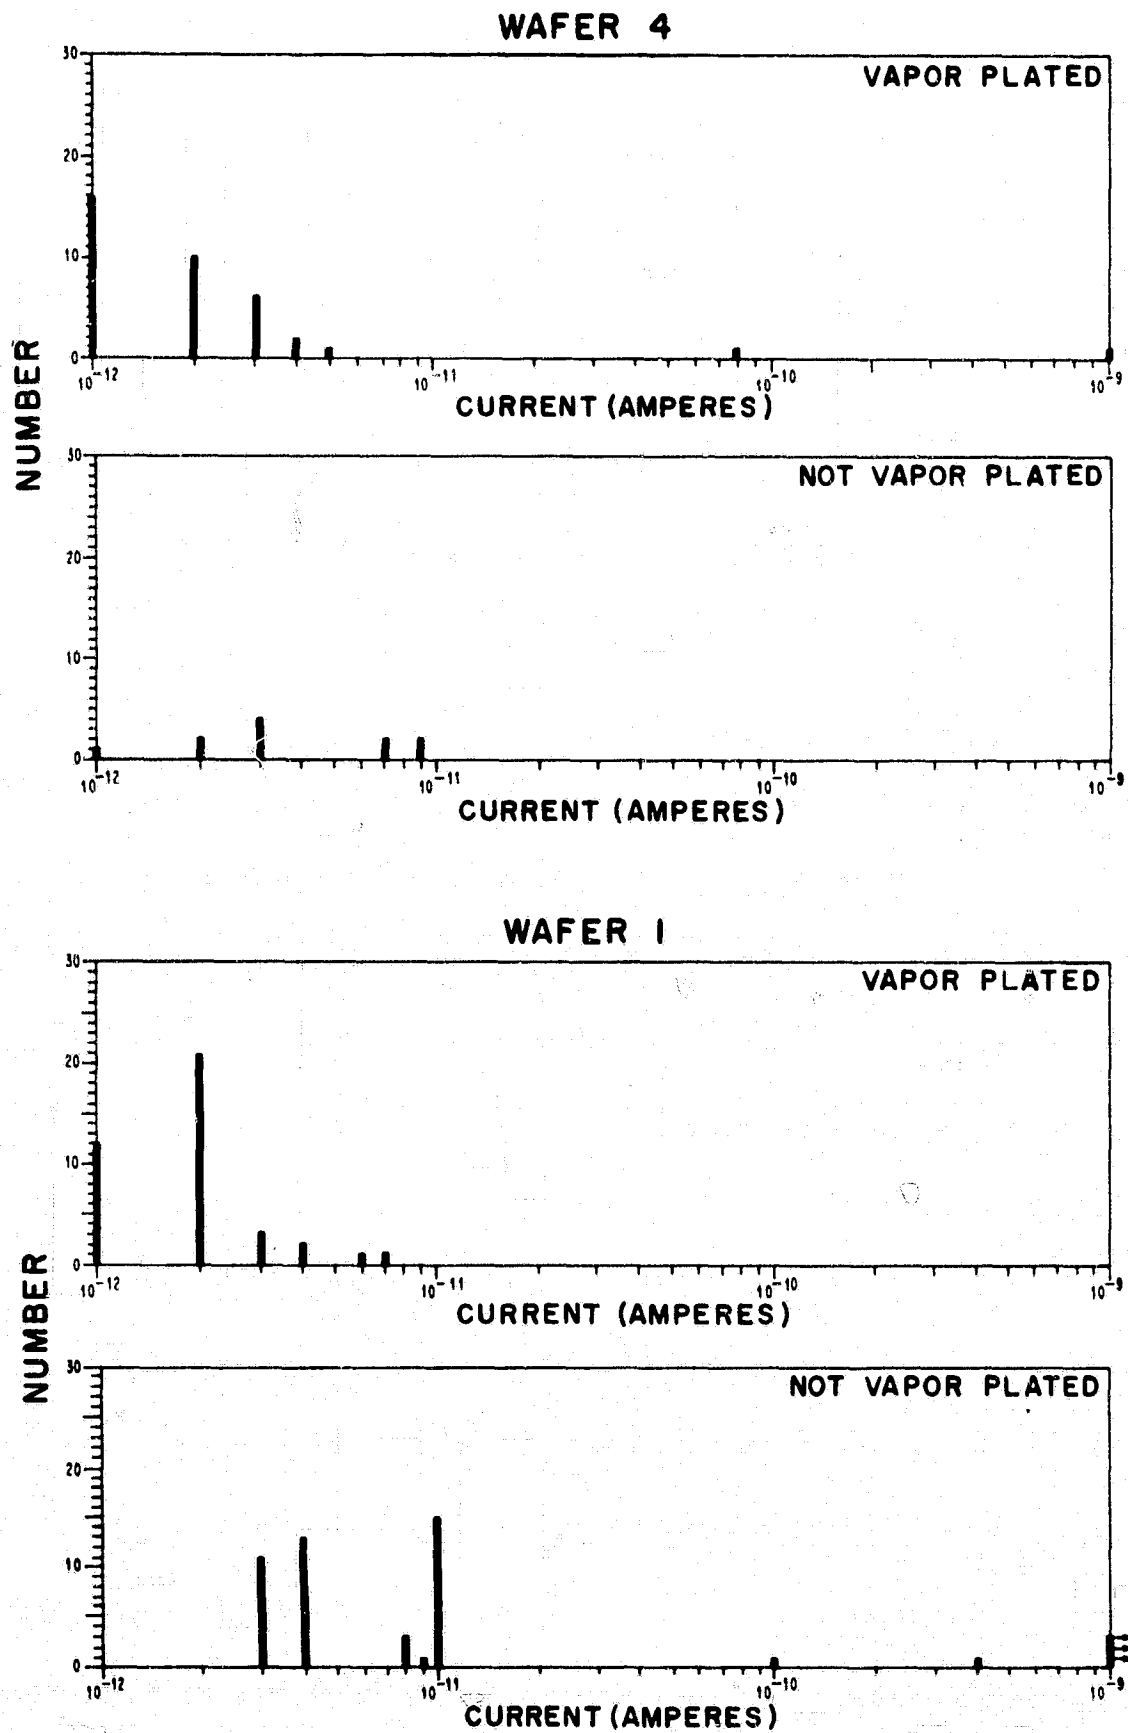 WAFER 4
VAPOR PLATED
30
20
10
0
10⁻¹² 10⁻¹¹ 10⁻¹⁰ 10⁻⁹
CURRENT (AMPERES)
NUMBER
NOT VAPOR PLATED
30
20
10
0
10⁻¹² 10⁻¹¹ 10⁻¹⁰ 10⁻⁹
CURRENT (AMPERES)
WAFER 1
VAPOR PLATED
30
20
10
0
10⁻¹² 10⁻¹¹ 10⁻¹⁰ 10⁻⁹
CURRENT (AMPERES)
NUMBER
NOT VAPOR PLATED
30
20
10
0
10⁻¹² 10⁻¹¹ 10⁻¹⁰ 10⁻⁹
CURRENT (AMPERES)